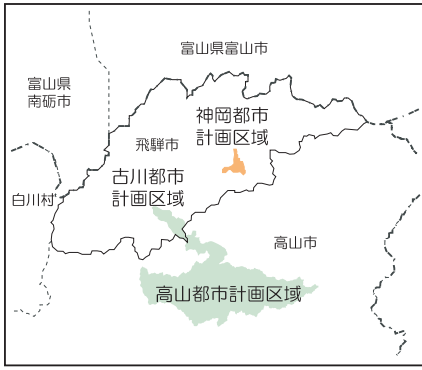 富山県富山市
富山県
南砺市
神岡都市
計画区域
飛騨市
古川都市
計画区域
白川村
高山市
高山都市計画区域